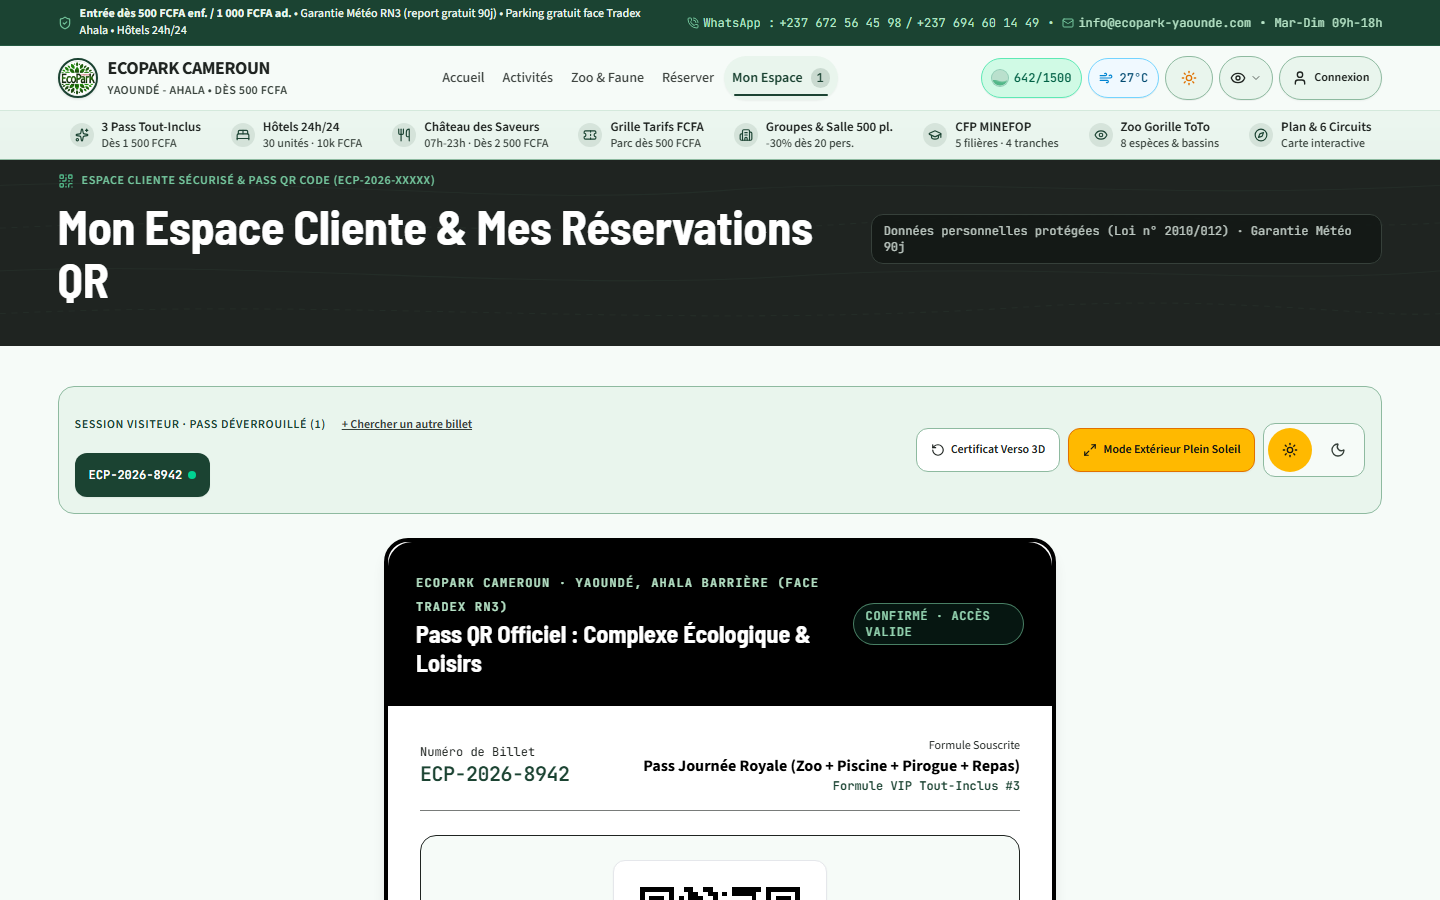 Entrée dès 500 FCFA enf. / 1 000 FCFA ad. • Garantie Météo RN3 (report gratuit 90j) • Parking gratuit face Tradex
Ahala • Hôtels 24h/24
WhatsApp : +237 672 56 45 98 / +237 694 60 14 49 • info@ecopark-yaounde.com • Mar-Dim 09h-18h
EcoParK
ECOPARK CAMEROUN
YAOUNDÉ - AHALA • DÈS 500 FCFA
Accueil
Activités
Zoo & Faune
Réserver
Mon Espace 1
642/1500
27°C
Connexion
3 Pass Tout-Inclus
Dès 1 500 FCFA
Hôtels 24h/24
30 unités · 10k FCFA
Château des Saveurs
07h-23h · Dès 2 500 FCFA
Grille Tarifs FCFA
Parc dès 500 FCFA
Groupes & Salle 500 pl.
-30% dès 20 pers.
CFP MINEFOP
5 filières · 4 tranches
Zoo Gorille ToTo
8 espèces & bassins
Plan & 6 Circuits
Carte interactive
ESPACE CLIENTE SÉCURISÉ & PASS QR CODE (ECP-2026-XXXXX)
Mon Espace Cliente & Mes Réservations
QR
Données personnelles protégées (Loi n° 2010/012) · Garantie Météo
90j
SESSION VISITEUR · PASS DÉVERROUILLÉ (1)
+ Chercher un autre billet
ECP-2026-8942
Certificat Verso 3D
Mode Extérieur Plein Soleil
ECOPARK CAMEROUN · YAOUNDÉ, AHALA BARRIÈRE (FACE
TRADEX RN3)
Pass QR Officiel : Complexe Écologique &
Loisirs
CONFIRMÉ · ACCÈS
VALIDE
Numéro de Billet
ECP-2026-8942
Formule Souscrite
Pass Journée Royale (Zoo + Piscine + Pirogue + Repas)
Formule VIP Tout-Inclus #3